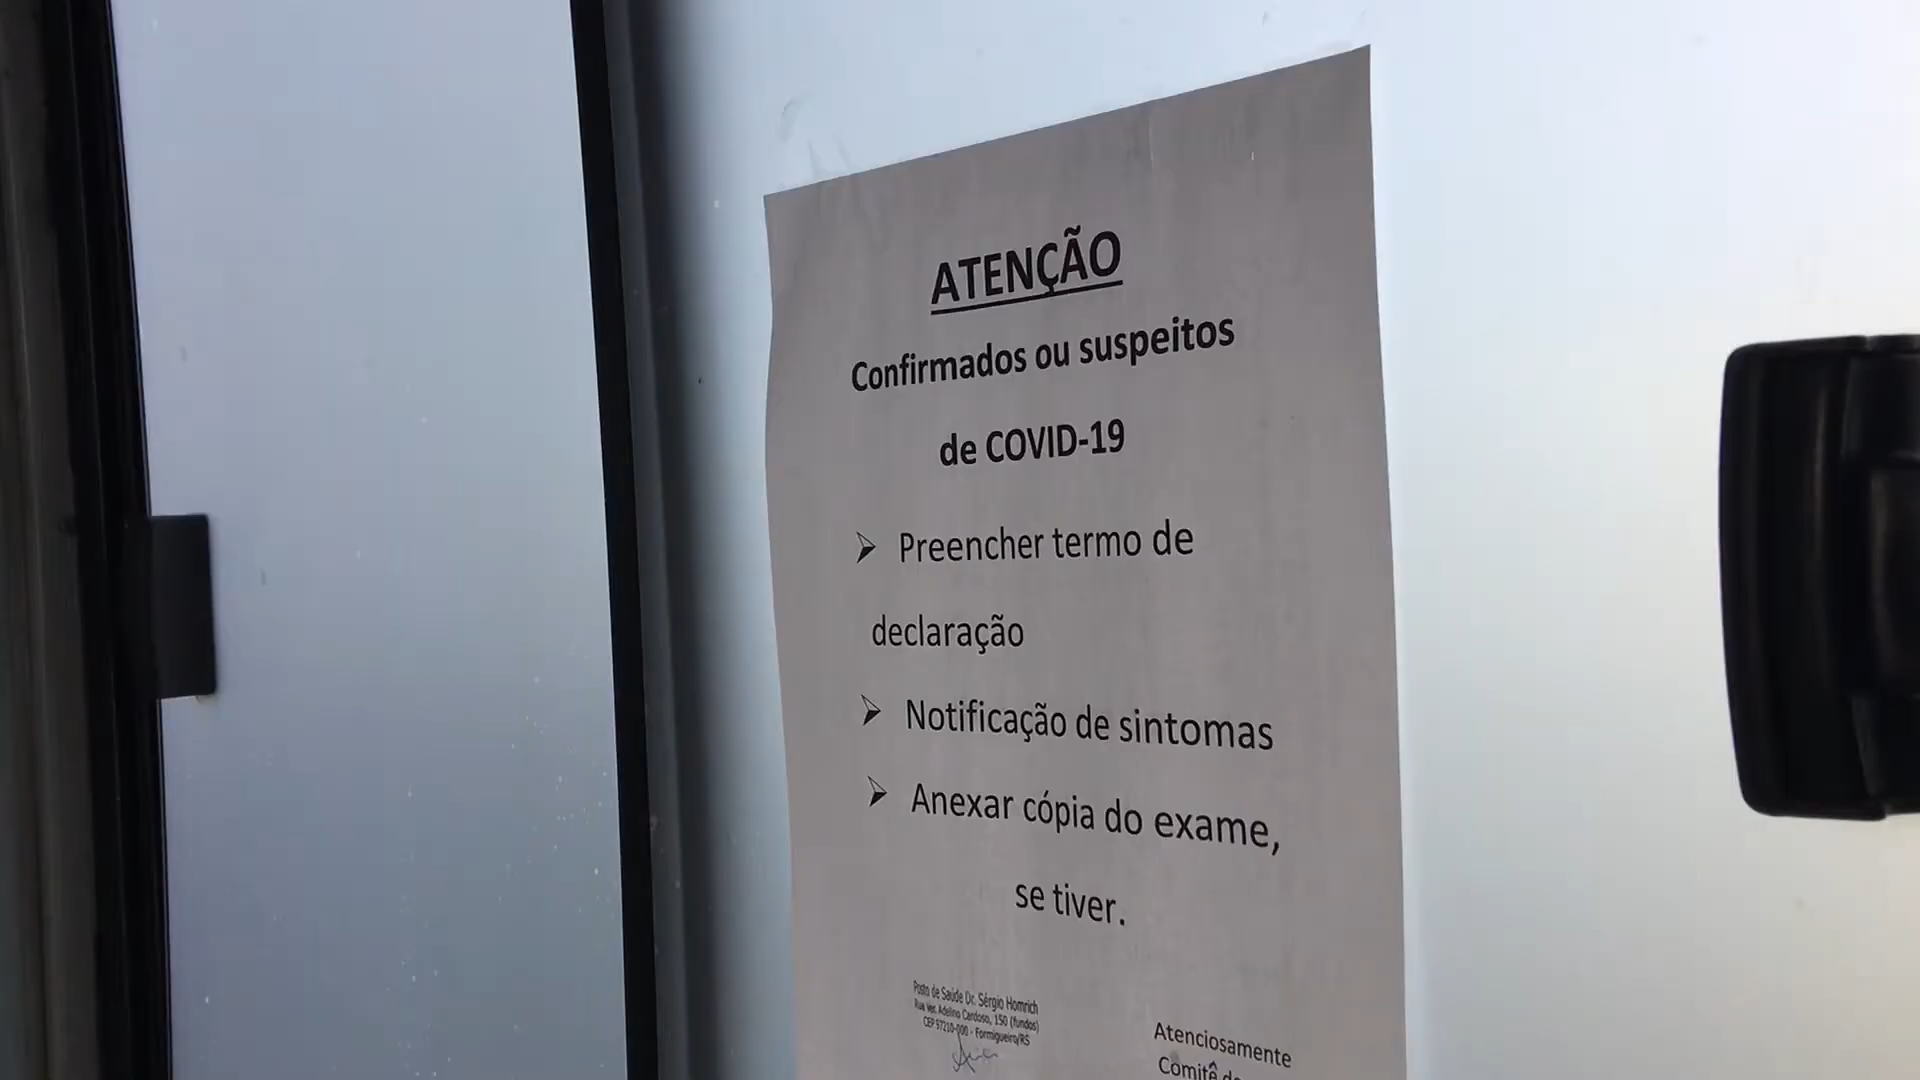 ATENÇÃO
Confirmados ou suspeitos
de COVID-19
➢ Preencher termo de
declaração
➢ Notificação de sintomas
➢ Anexar cópia do exame,
se tiver.
Posto de Saúde Dr. Sérgio Homrich
Rua Ver. Adelino Cardoso, 150 (fundos)
CEP 97210-000 - Formigueiro/RS
Atenciosamente
Comitê